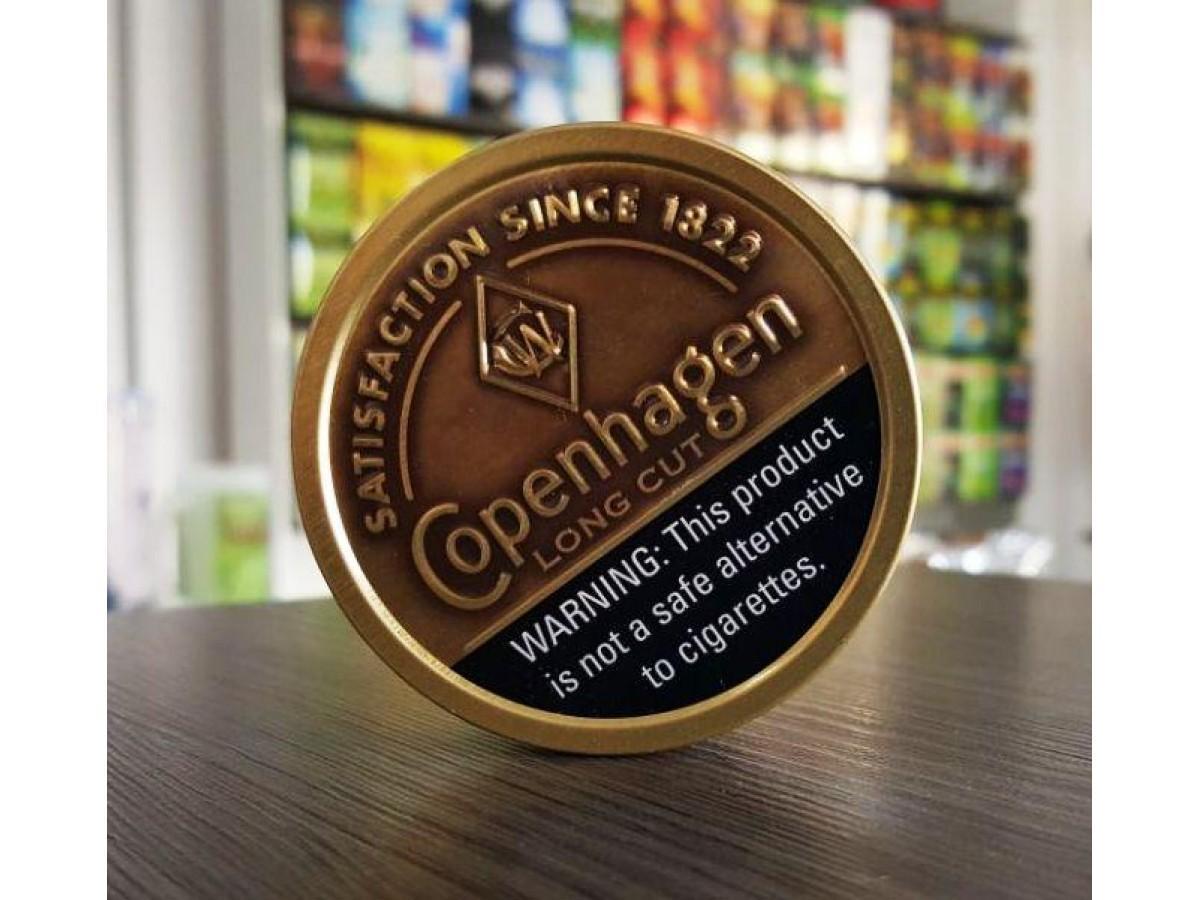 SATISFACTION SINCE 1822
Copenhagen
LONG CUT
WARNING: This product
is not a safe alternative
to cigarettes.